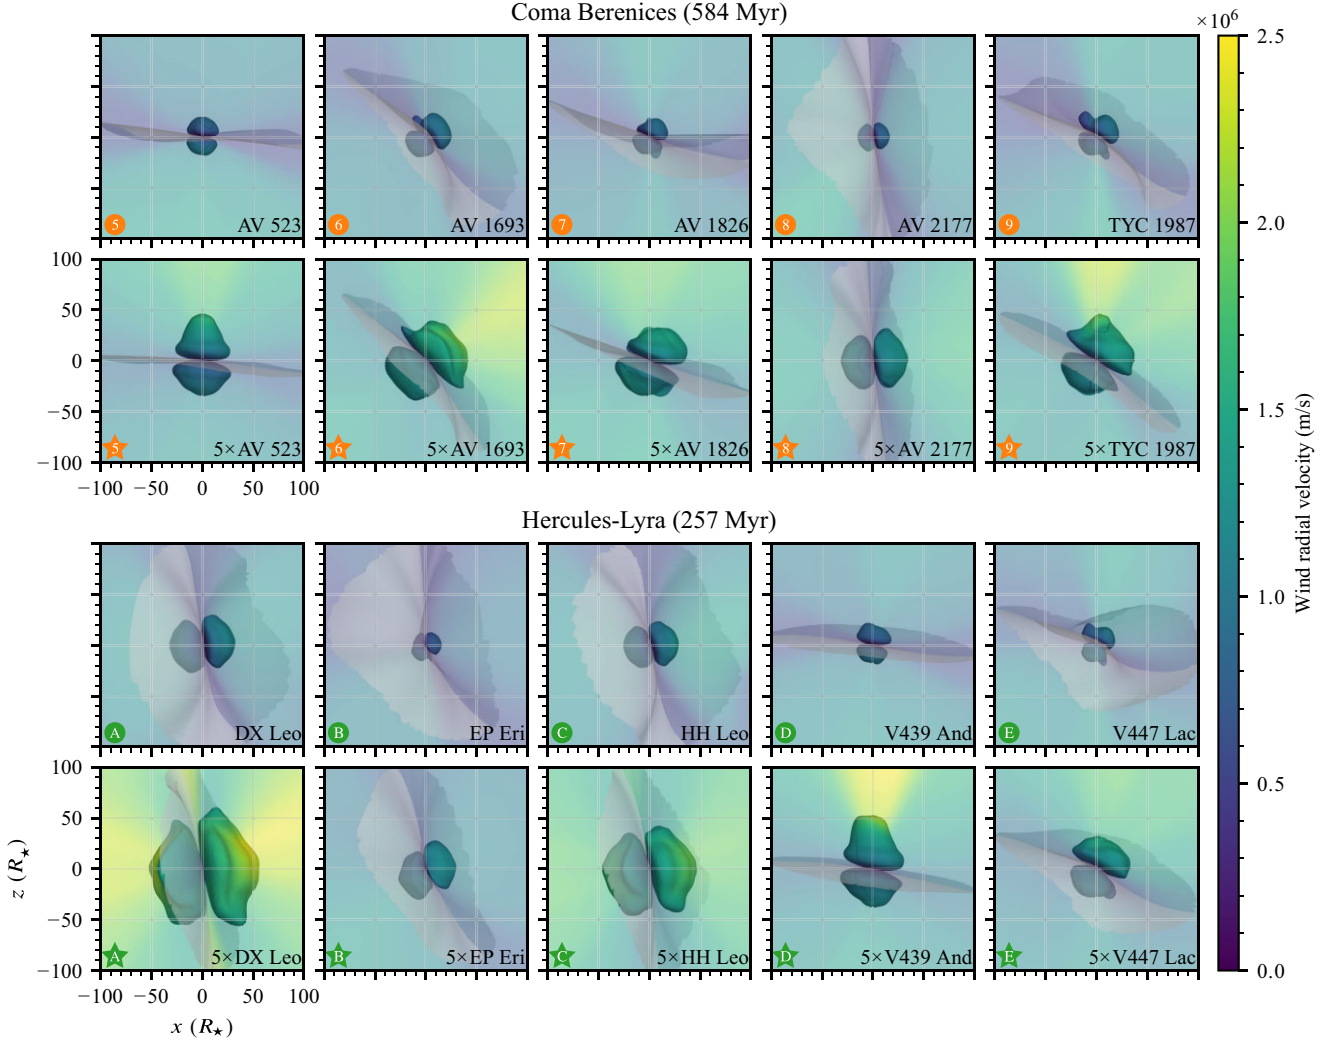 Coma Berenices (584 Myr)
×10⁶
5 AV 523
6 AV 1693
7 AV 1826
8 AV 2177
9 TYC 1987
100
50
0
−50
−100
5 5×AV 523
6 5×AV 1693
7 5×AV 1826
8 5×AV 2177
9 5×TYC 1987
−100 −50 0 50 100
Hercules-Lyra (257 Myr)
A DX Leo
B EP Eri
C HH Leo
D V439 And
E V447 Lac
100
50
0
−50
−100
z (R★)
A 5×DX Leo
B 5×EP Eri
C 5×HH Leo
D 5×V439 And
E 5×V447 Lac
−100 −50 0 50 100
x (R★)
2.5
2.0
1.5
1.0
0.5
0.0
Wind radial velocity (m/s)